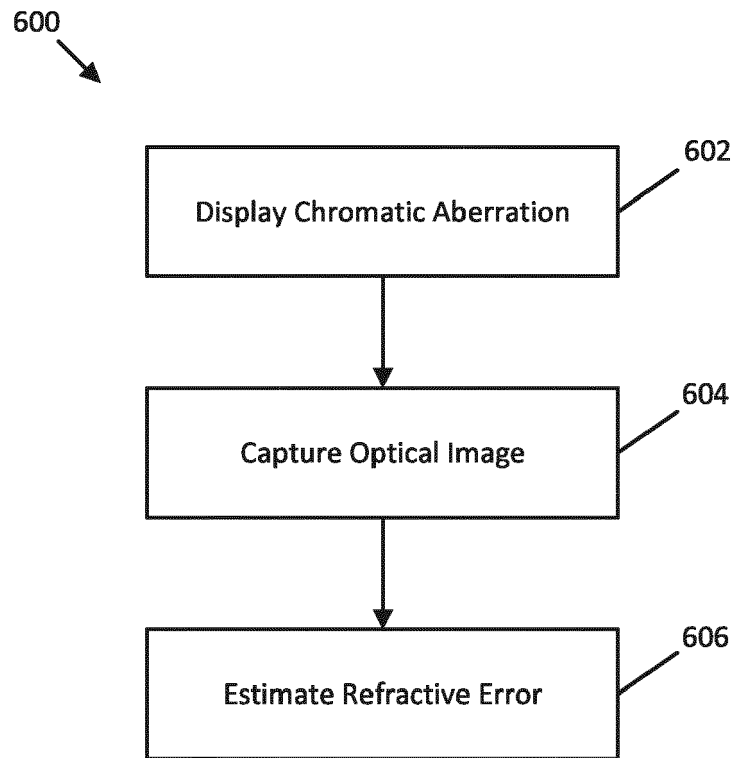 600
602
Display Chromatic Aberration
604
Capture Optical Image
606
Estimate Refractive Error